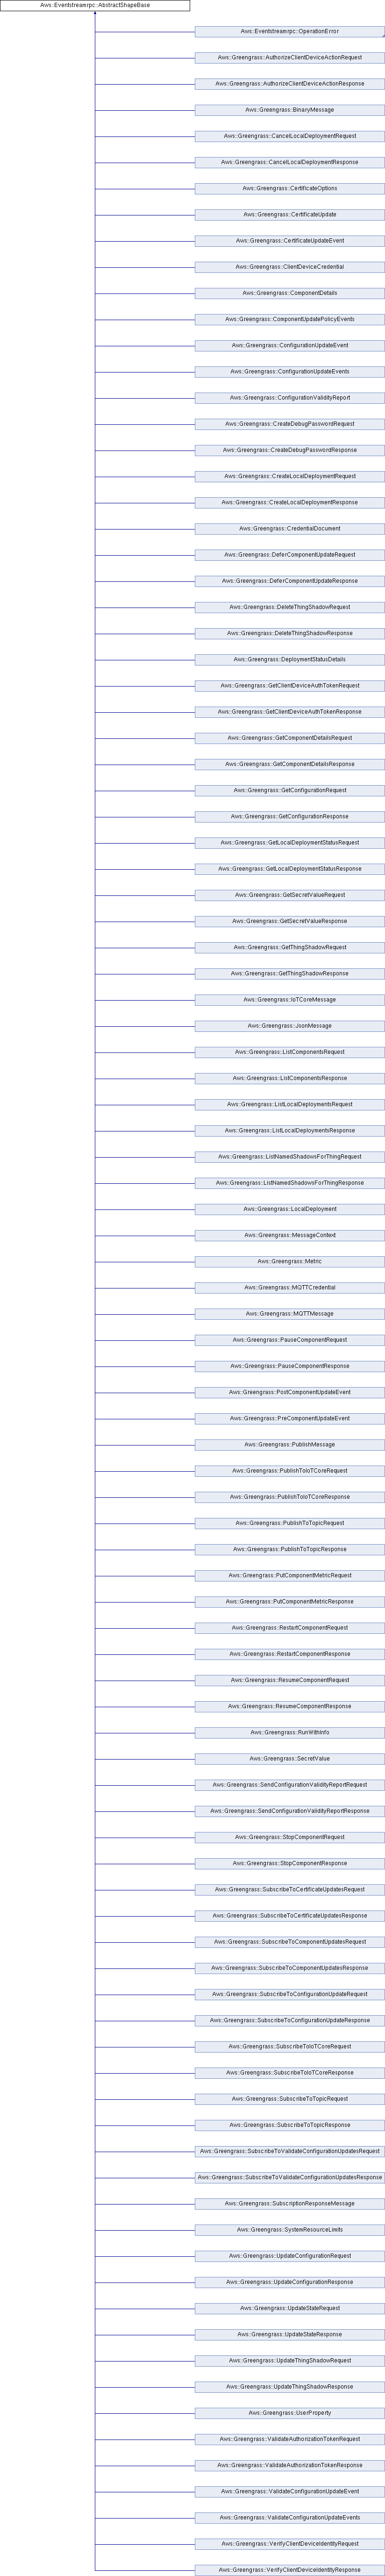 Aws::Eventstreamrpc::AbstractShapeBase
Aws::Eventstreamrpc::OperationError
Aws::Greengrass::AuthorizeClientDeviceActionRequest
Aws::Greengrass::AuthorizeClientDeviceActionResponse
Aws::Greengrass::BinaryMessage
Aws::Greengrass::CancelLocalDeploymentRequest
Aws::Greengrass::CancelLocalDeploymentResponse
Aws::Greengrass::CertificateOptions
Aws::Greengrass::CertificateUpdate
Aws::Greengrass::CertificateUpdateEvent
Aws::Greengrass::ClientDeviceCredential
Aws::Greengrass::ComponentDetails
Aws::Greengrass::ComponentUpdatePolicyEvents
Aws::Greengrass::ConfigurationUpdateEvent
Aws::Greengrass::ConfigurationUpdateEvents
Aws::Greengrass::ConfigurationValidityReport
Aws::Greengrass::CreateDebugPasswordRequest
Aws::Greengrass::CreateDebugPasswordResponse
Aws::Greengrass::CreateLocalDeploymentRequest
Aws::Greengrass::CreateLocalDeploymentResponse
Aws::Greengrass::CredentialDocument
Aws::Greengrass::DeferComponentUpdateRequest
Aws::Greengrass::DeferComponentUpdateResponse
Aws::Greengrass::DeleteThingShadowRequest
Aws::Greengrass::DeleteThingShadowResponse
Aws::Greengrass::DeploymentStatusDetails
Aws::Greengrass::GetClientDeviceAuthTokenRequest
Aws::Greengrass::GetClientDeviceAuthTokenResponse
Aws::Greengrass::GetComponentDetailsRequest
Aws::Greengrass::GetComponentDetailsResponse
Aws::Greengrass::GetConfigurationRequest
Aws::Greengrass::GetConfigurationResponse
Aws::Greengrass::GetLocalDeploymentStatusRequest
Aws::Greengrass::GetLocalDeploymentStatusResponse
Aws::Greengrass::GetSecretValueRequest
Aws::Greengrass::GetSecretValueResponse
Aws::Greengrass::GetThingShadowRequest
Aws::Greengrass::GetThingShadowResponse
Aws::Greengrass::IoTCoreMessage
Aws::Greengrass::JsonMessage
Aws::Greengrass::ListComponentsRequest
Aws::Greengrass::ListComponentsResponse
Aws::Greengrass::ListLocalDeploymentsRequest
Aws::Greengrass::ListLocalDeploymentsResponse
Aws::Greengrass::ListNamedShadowsForThingRequest
Aws::Greengrass::ListNamedShadowsForThingResponse
Aws::Greengrass::LocalDeployment
Aws::Greengrass::MessageContext
Aws::Greengrass::Metric
Aws::Greengrass::MQTTCredential
Aws::Greengrass::MQTTMessage
Aws::Greengrass::PauseComponentRequest
Aws::Greengrass::PauseComponentResponse
Aws::Greengrass::PostComponentUpdateEvent
Aws::Greengrass::PreComponentUpdateEvent
Aws::Greengrass::PublishMessage
Aws::Greengrass::PublishToIoTCoreRequest
Aws::Greengrass::PublishToIoTCoreResponse
Aws::Greengrass::PublishToTopicRequest
Aws::Greengrass::PublishToTopicResponse
Aws::Greengrass::PutComponentMetricRequest
Aws::Greengrass::PutComponentMetricResponse
Aws::Greengrass::RestartComponentRequest
Aws::Greengrass::RestartComponentResponse
Aws::Greengrass::ResumeComponentRequest
Aws::Greengrass::ResumeComponentResponse
Aws::Greengrass::RunWithInfo
Aws::Greengrass::SecretValue
Aws::Greengrass::SendConfigurationValidityReportRequest
Aws::Greengrass::SendConfigurationValidityReportResponse
Aws::Greengrass::StopComponentRequest
Aws::Greengrass::StopComponentResponse
Aws::Greengrass::SubscribeToCertificateUpdatesRequest
Aws::Greengrass::SubscribeToCertificateUpdatesResponse
Aws::Greengrass::SubscribeToComponentUpdatesRequest
Aws::Greengrass::SubscribeToComponentUpdatesResponse
Aws::Greengrass::SubscribeToConfigurationUpdateRequest
Aws::Greengrass::SubscribeToConfigurationUpdateResponse
Aws::Greengrass::SubscribeToIoTCoreRequest
Aws::Greengrass::SubscribeToIoTCoreResponse
Aws::Greengrass::SubscribeToTopicRequest
Aws::Greengrass::SubscribeToTopicResponse
Aws::Greengrass::SubscribeToValidateConfigurationUpdatesRequest
Aws::Greengrass::SubscribeToValidateConfigurationUpdatesResponse
Aws::Greengrass::SubscriptionResponseMessage
Aws::Greengrass::SystemResourceLimits
Aws::Greengrass::UpdateConfigurationRequest
Aws::Greengrass::UpdateConfigurationResponse
Aws::Greengrass::UpdateStateRequest
Aws::Greengrass::UpdateStateResponse
Aws::Greengrass::UpdateThingShadowRequest
Aws::Greengrass::UpdateThingShadowResponse
Aws::Greengrass::UserProperty
Aws::Greengrass::ValidateAuthorizationTokenRequest
Aws::Greengrass::ValidateAuthorizationTokenResponse
Aws::Greengrass::ValidateConfigurationUpdateEvent
Aws::Greengrass::ValidateConfigurationUpdateEvents
Aws::Greengrass::VerifyClientDeviceIdentityRequest
Aws::Greengrass::VerifyClientDeviceIdentityResponse